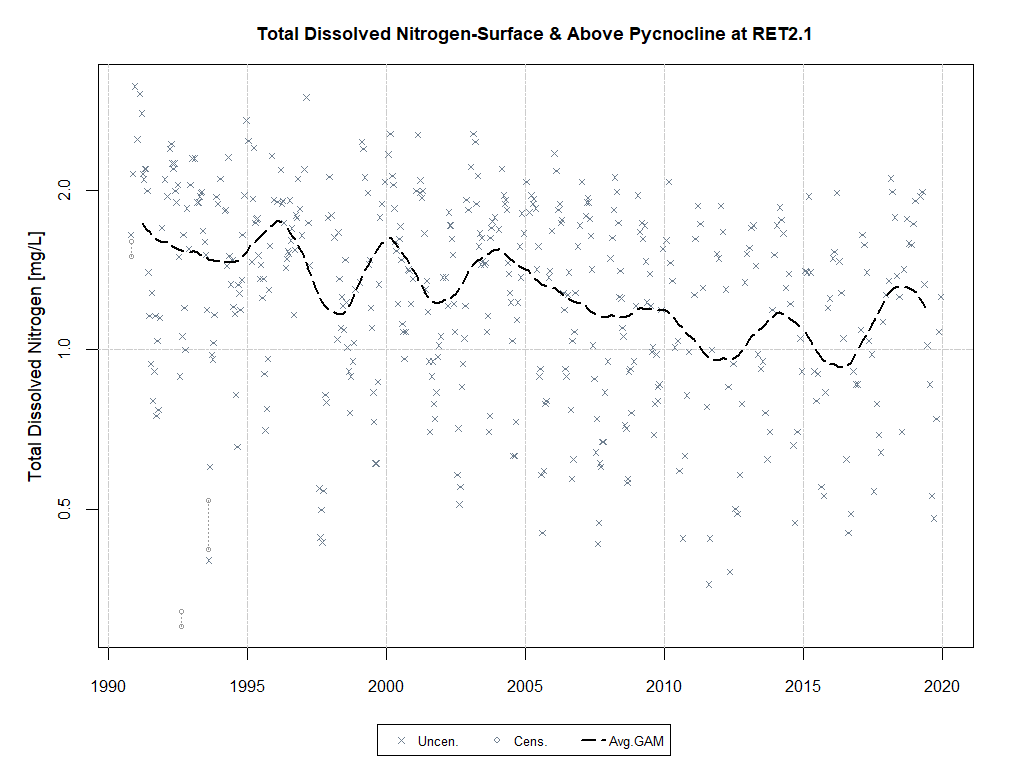 Total Dissolved Nitrogen-Surface & Above Pycnocline at RET2.1
Total Dissolved Nitrogen [mg/L]
2.0
1.0
0.5
1990 1995 2000 2005 2010 2015 2020
Uncen. Cens. Avg.GAM